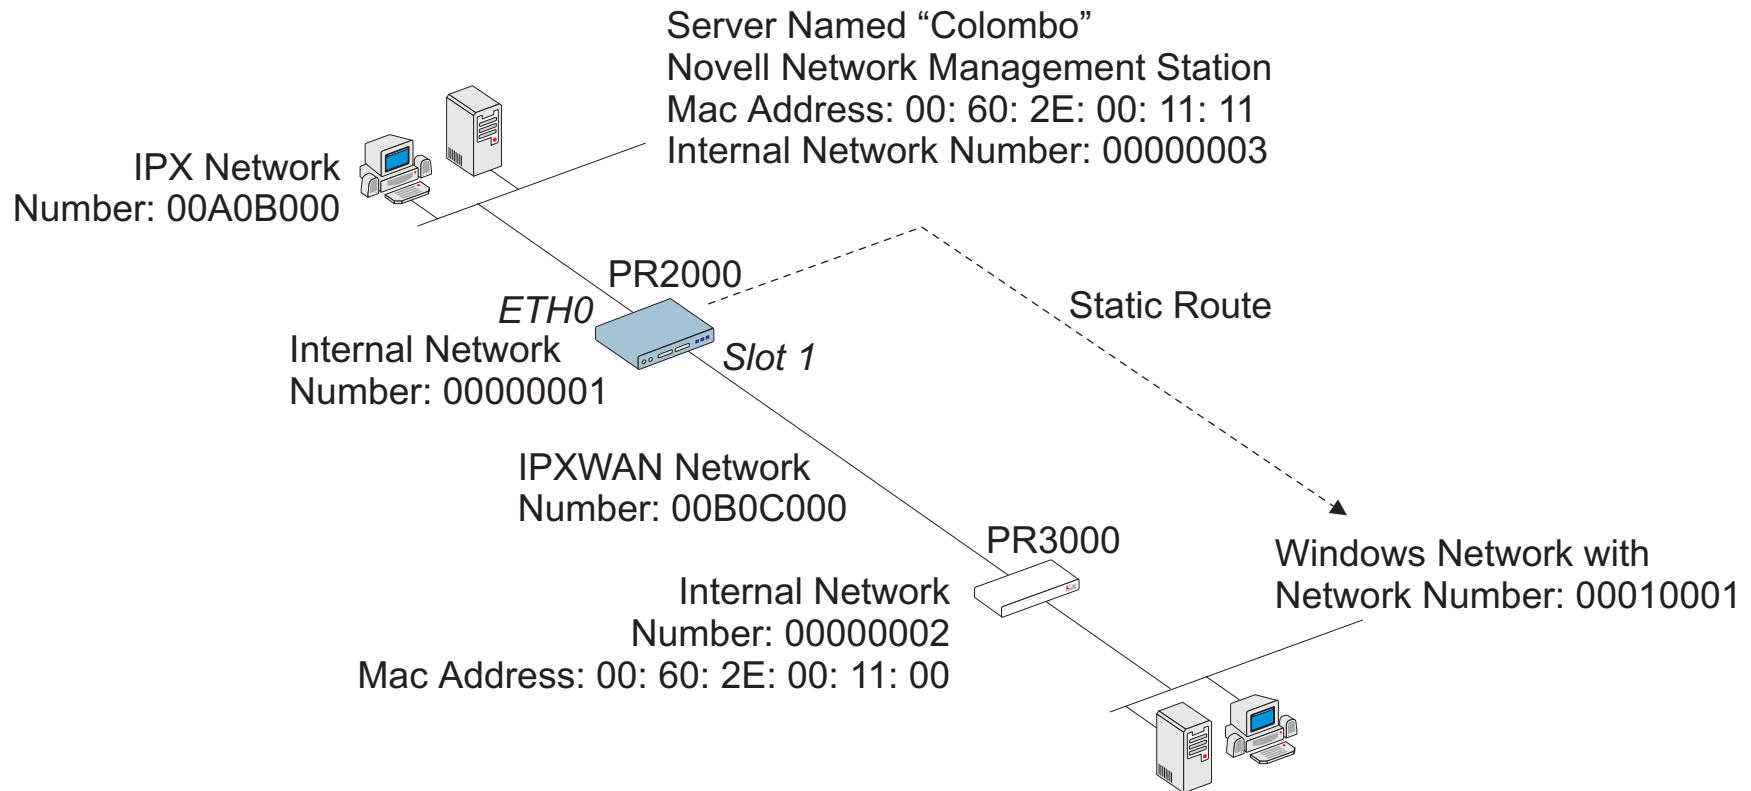 Server Named “Colombo”
Novell Network Management Station
Mac Address: 00: 60: 2E: 00: 11: 11
Internal Network Number: 00000003
IPX Network
Number: 00A0B000
PR2000
ETH0
Internal Network
Number: 00000001
Slot 1
Static Route
IPXWAN Network
Number: 00B0C000
PR3000
Internal Network
Number: 00000002
Mac Address: 00: 60: 2E: 00: 11: 00
Windows Network with
Network Number: 00010001